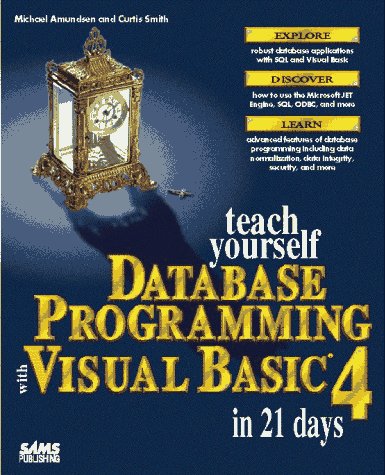 Michael Amundsen and Curtis Smith
EXPLORE
robust database applications
with SQL and Visual Basic
DISCOVER
how to use the Microsoft JET
Engine, SQL, ODBC, and more
LEARN
advanced features of database
programming including data
normalization, data integrity,
security, and more
teach
yourself
DATABASE
PROGRAMMING
with VISUAL BASIC® 4
in 21 days
SAMS
PUBLISHING